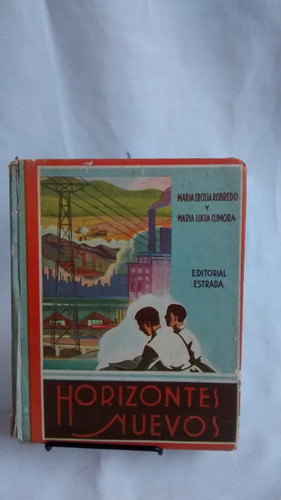 MARIA ERCILIA ROBREDO
Y
MARIA LUCIA CUMORA
EDITORIAL
ESTRADA
HORIZONTES
NUEVOS